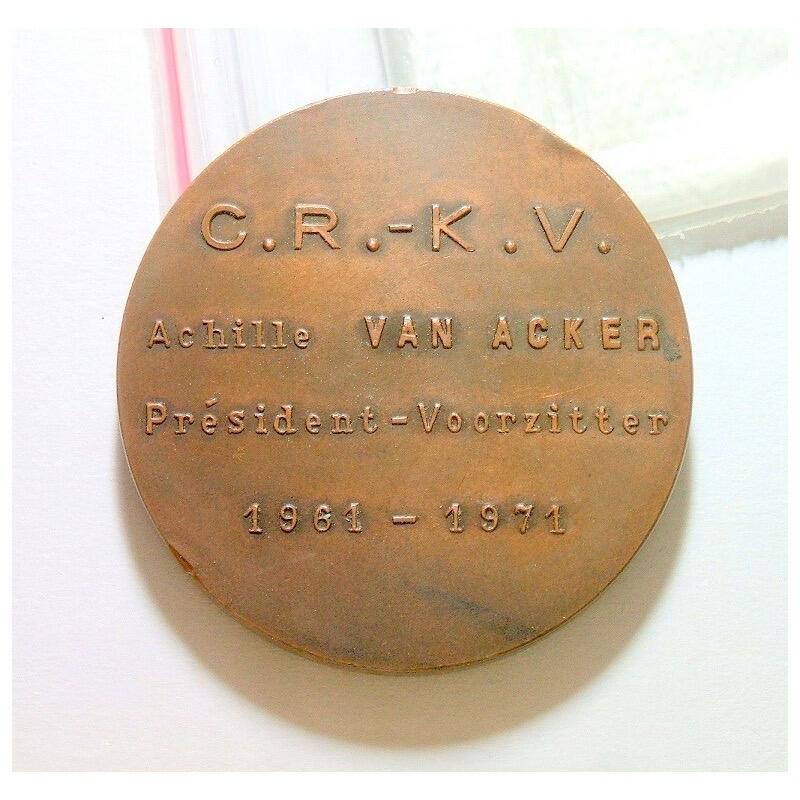 C.R.-K.V.
Achille VAN ACKER
Président-Voorzitter
1961 - 1971